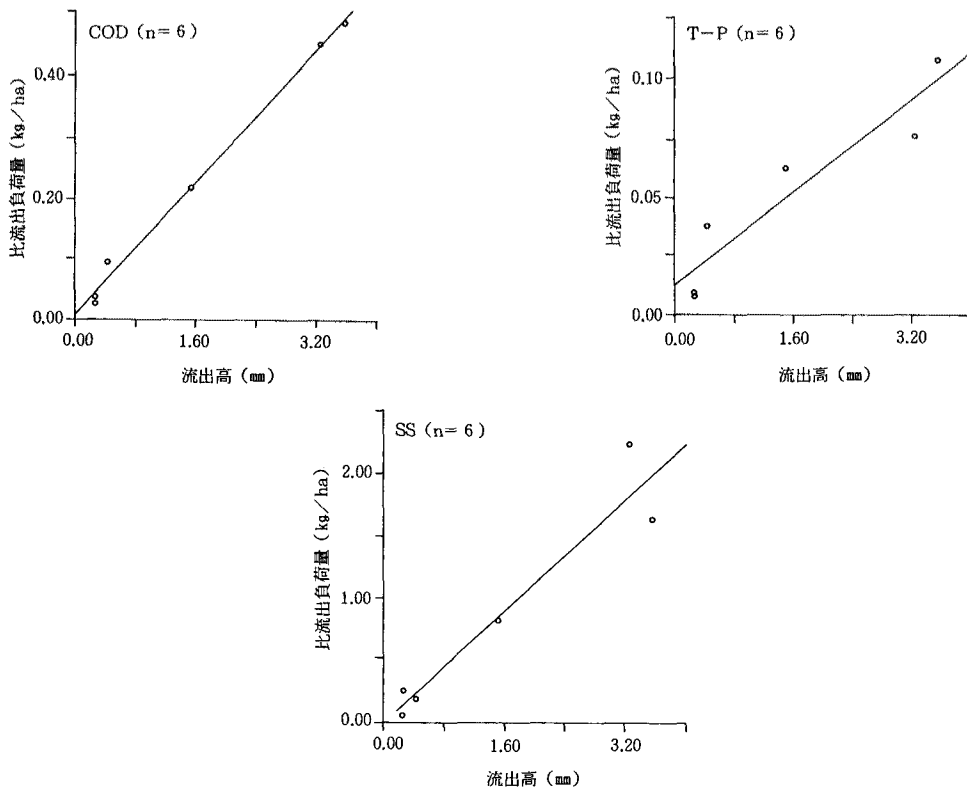 COD (n=6)
比流出負荷量 (kg/ha)
0.40
0.20
0.00
0.00 1.60 3.20
流出高 (mm)
T-P (n=6)
比流出負荷量 (kg/ha)
0.10
0.05
0.00
0.00 1.60 3.20
流出高 (mm)
SS (n=6)
比流出負荷量 (kg/ha)
2.00
1.00
0.00
0.00 1.60 3.20
流出高 (mm)